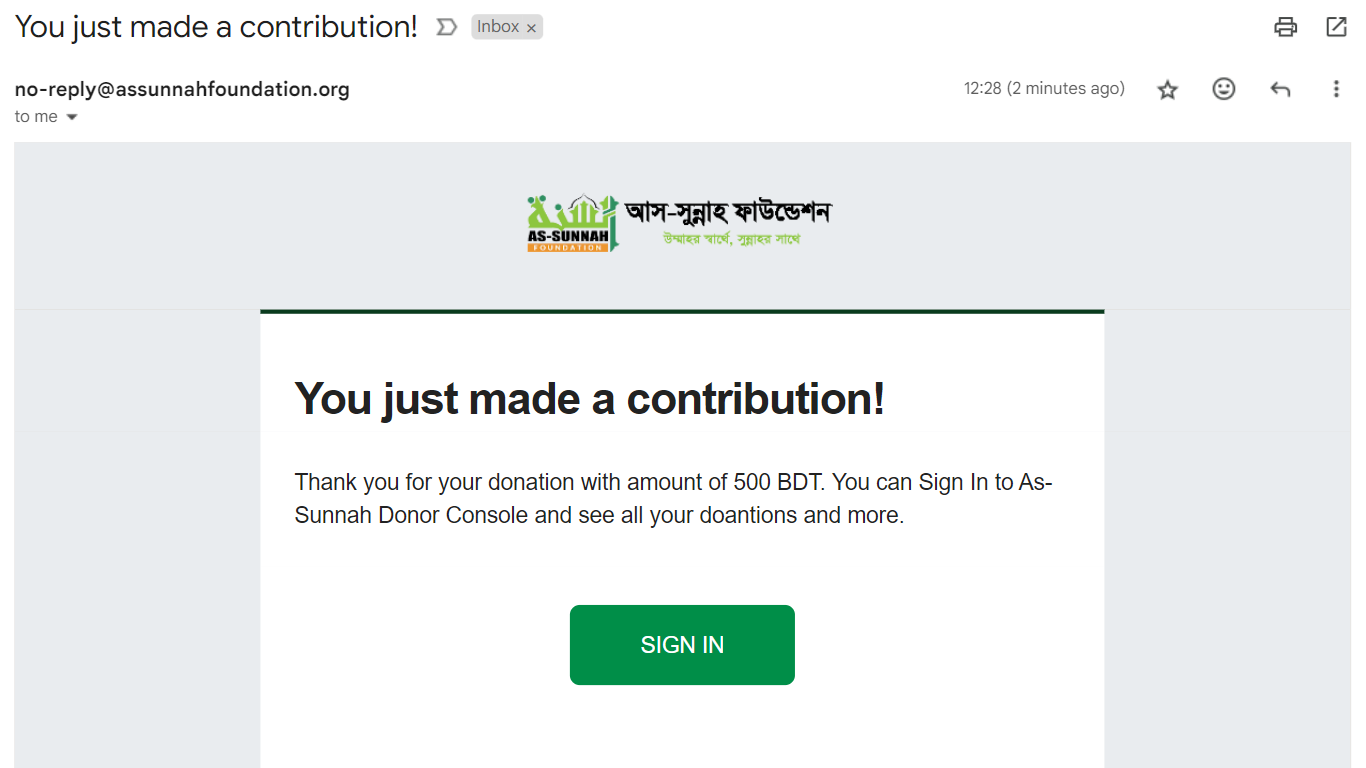 You just made a contribution!
Inbox ×
no-reply@assunnahfoundation.org
12:28 (2 minutes ago)
to me
السنة
AS-SUNNAH
FOUNDATION
আস-সুন্নাহ ফাউন্ডেশন
উম্মাহর স্বার্থে, সুন্নাহর সাথে
You just made a contribution!
Thank you for your donation with amount of 500 BDT. You can Sign In to As-
Sunnah Donor Console and see all your doantions and more.
SIGN IN